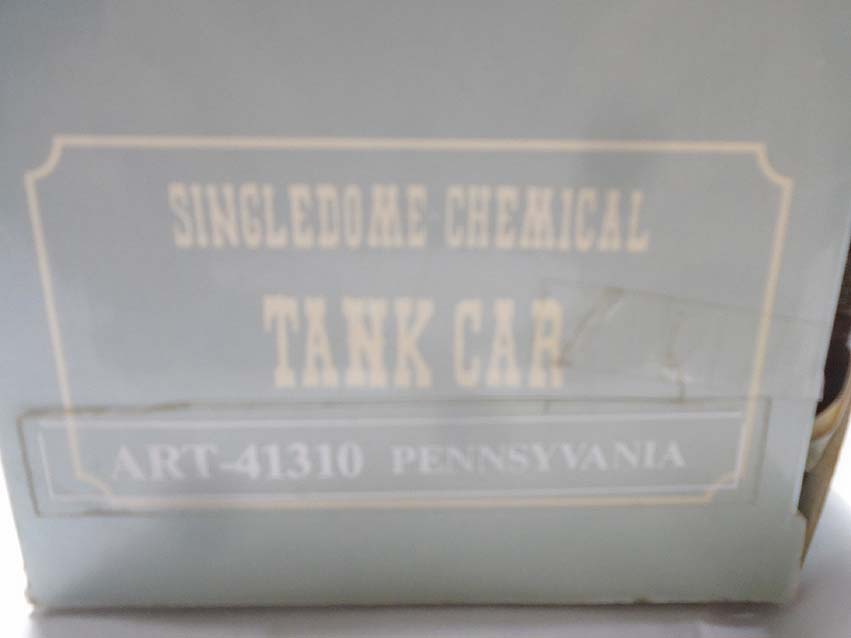 SINGLEDOME-CHEMICAL
TANK CAR
ART-41310 PENNSYVANIA